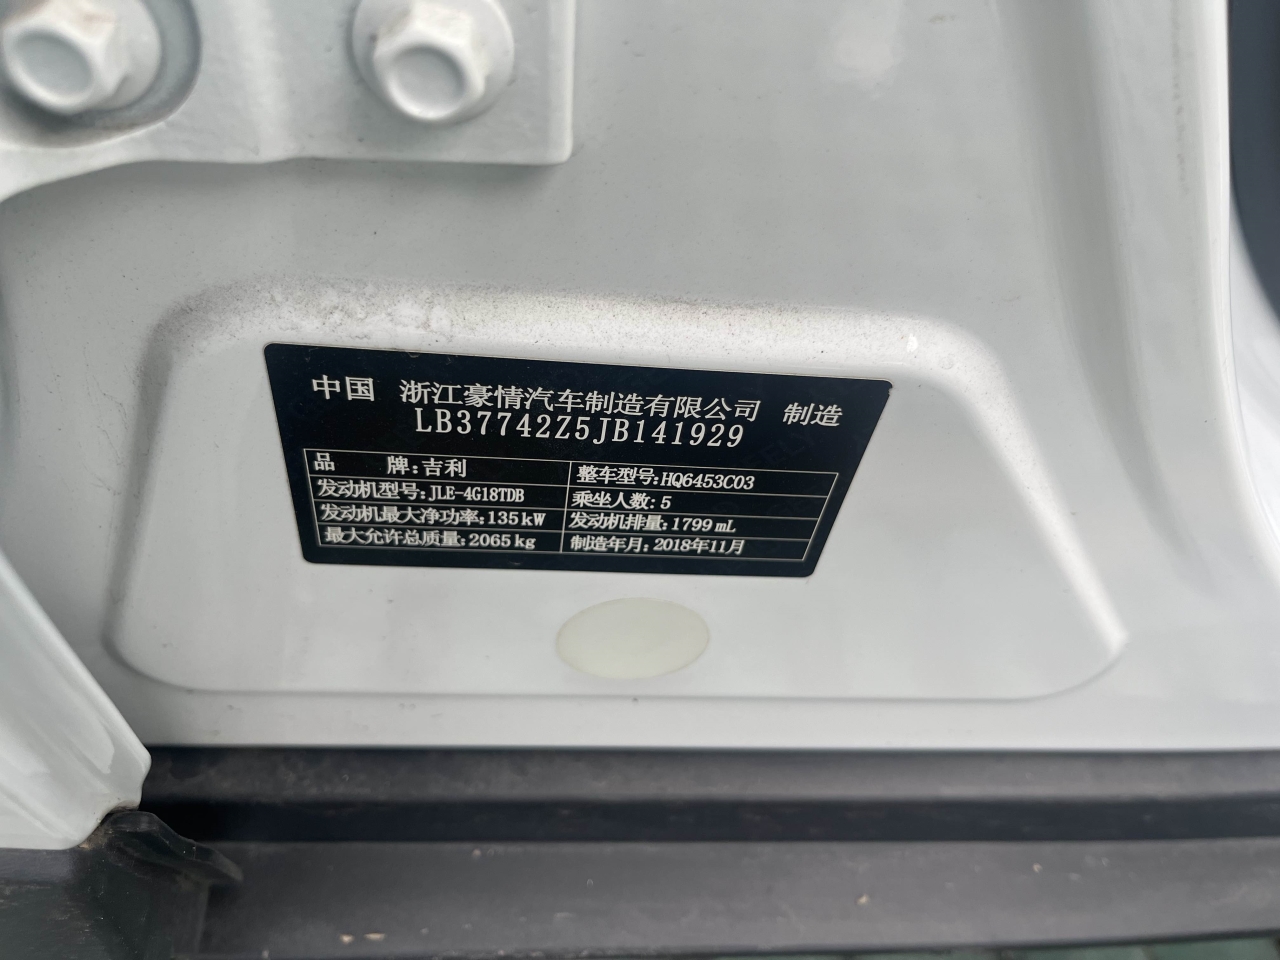 中国 浙江豪情汽车制造有限公司 制造
LB37742Z5JB141929
品 牌:吉利 整车型号:HQ6453C03
发动机型号:JLE-4G18TDB 乘坐人数:5
发动机最大净功率:135kW 发动机排量:1799mL
最大允许总质量:2065kg 制造年月:2018年11月